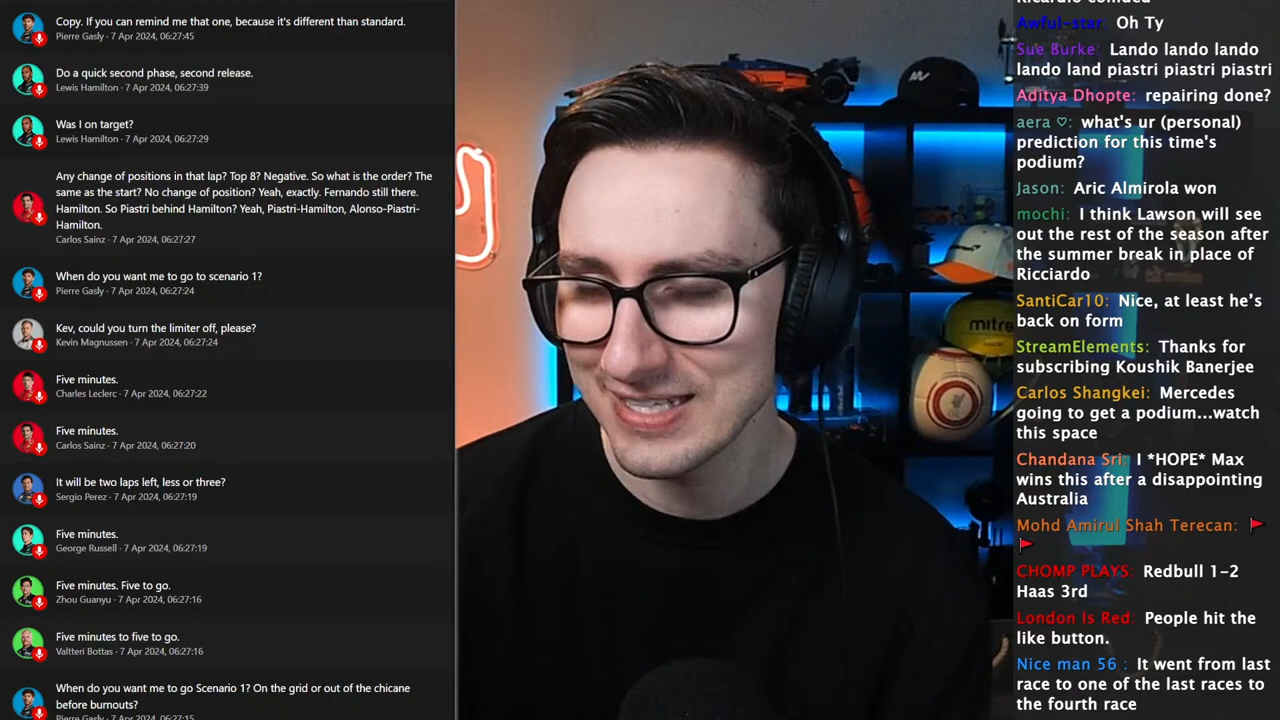 Copy. If you can remind me that one, because it's different than standard.
Pierre Gasly · 7 Apr 2024, 06:27:45
Do a quick second phase, second release.
Lewis Hamilton · 7 Apr 2024, 06:27:39
Was I on target?
Lewis Hamilton · 7 Apr 2024, 06:27:29
Any change of positions in that lap? Top 8? Negative. So what is the order? The
same as the start? No change of position? Yeah, exactly. Fernando still there.
Hamilton. So Piastri behind Hamilton? Yeah, Piastri-Hamilton, Alonso-Piastri-
Hamilton.
Carlos Sainz · 7 Apr 2024, 06:27:27
When do you want me to go to scenario 1?
Pierre Gasly · 7 Apr 2024, 06:27:24
Kev, could you turn the limiter off, please?
Kevin Magnussen · 7 Apr 2024, 06:27:24
Five minutes.
Charles Leclerc · 7 Apr 2024, 06:27:22
Five minutes.
Carlos Sainz · 7 Apr 2024, 06:27:20
It will be two laps left, less or three?
Sergio Perez · 7 Apr 2024, 06:27:19
Five minutes.
George Russell · 7 Apr 2024, 06:27:19
Five minutes. Five to go.
Zhou Guanyu · 7 Apr 2024, 06:27:16
Five minutes to five to go.
Valtteri Bottas · 7 Apr 2024, 06:27:16
When do you want me to go Scenario 1? On the grid or out of the chicane
before burnouts?
Pierre Gasly · 7 Apr 2024, 06:27:15
mitre
Awful-star: Oh Ty
Sue Burke: Lando lando lando
lando land piastri piastri piastri
Aditya Dhopte: repairing done?
aera ♡: what's ur (personal)
prediction for this time's
podium?
Jason: Aric Almirola won
mochi: I think Lawson will see
out the rest of the season after
the summer break in place of
Ricciardo
SantiCar10: Nice, at least he's
back on form
StreamElements: Thanks for
subscribing Koushik Banerjee
Carlos Shangkei: Mercedes
going to get a podium...watch
this space
Chandana Sri: I *HOPE* Max
wins this after a disappointing
Australia
Mohd Amirul Shah Terecan: 🚩
🚩
CHOMP PLAYS: Redbull 1-2
Haas 3rd
London Is Red: People hit the
like button.
Nice man 56 : It went from last
race to one of the last races to
the fourth race